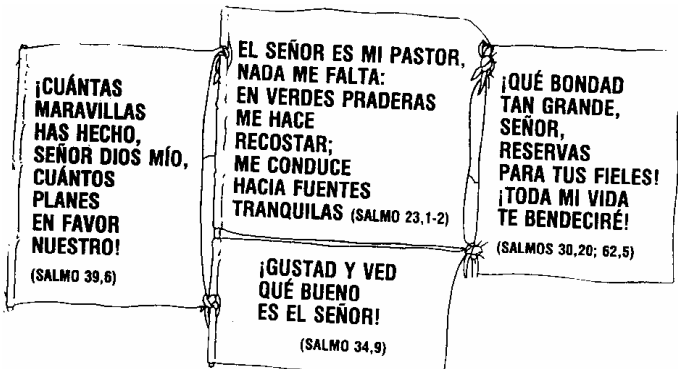 ¡CUÁNTAS
MARAVILLAS
HAS HECHO,
SEÑOR DIOS MÍO,
CUÁNTOS
PLANES
EN FAVOR
NUESTRO!
(SALMO 39,6)
EL SEÑOR ES MI PASTOR,
NADA ME FALTA:
EN VERDES PRADERAS
ME HACE
RECOSTAR;
ME CONDUCE
HACIA FUENTES
TRANQUILAS (SALMO 23,1-2)
¡GUSTAD Y VED
QUÉ BUENO
ES EL SEÑOR!
(SALMO 34,9)
¡QUÉ BONDAD
TAN GRANDE,
SEÑOR,
RESERVAS
PARA TUS FIELES!
¡TODA MI VIDA
TE BENDECIRÉ!
(SALMOS 30,20; 62,5)